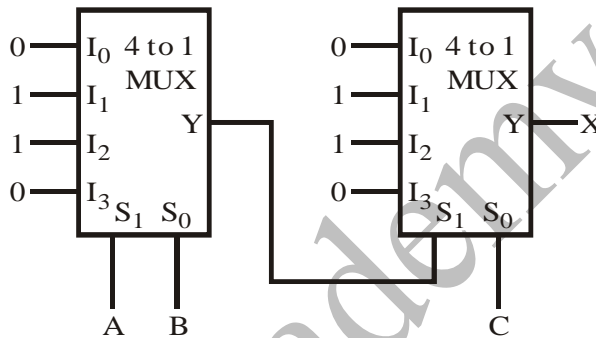 0 I0 4 to 1
MUX
1 I1
Y
1 I2
0 I3
S1 S0
A B
0 I0 4 to 1
MUX
1 I1
Y X
1 I2
0 I3
S1 S0
C